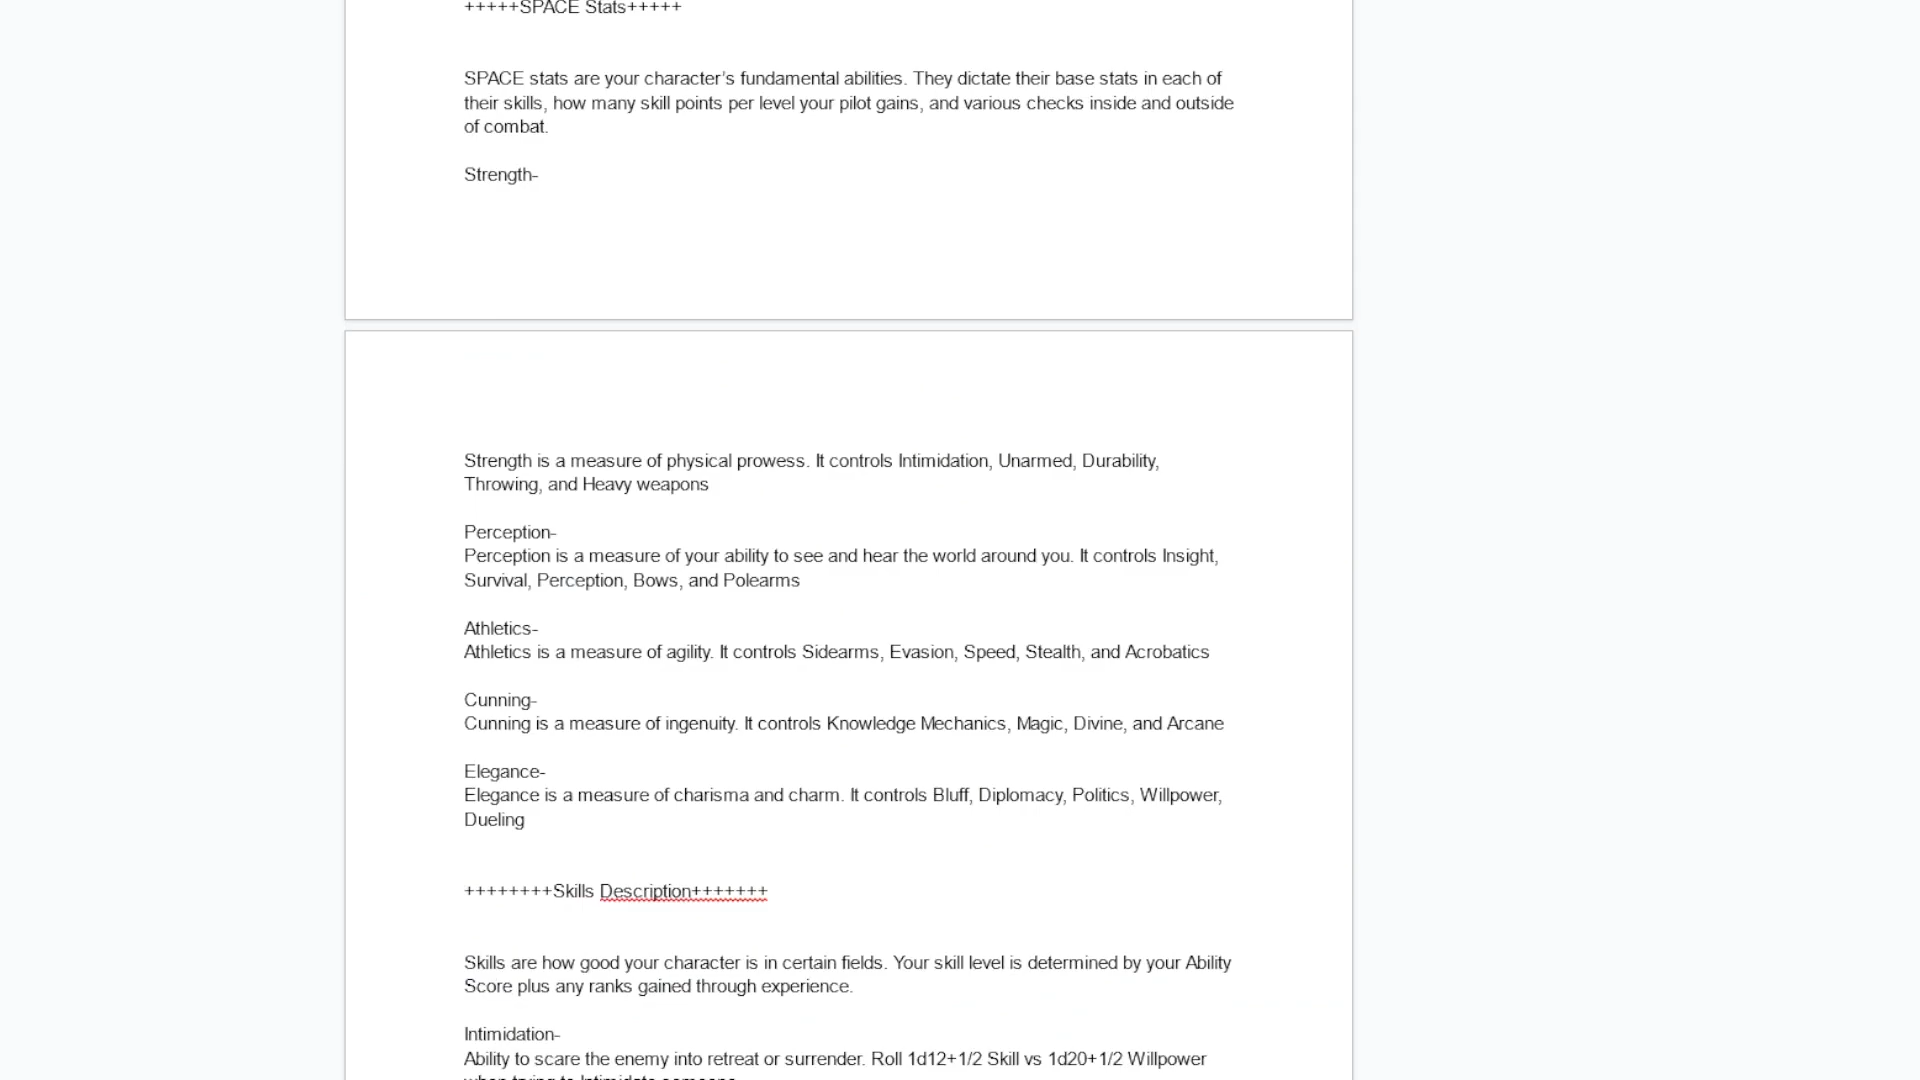 +++++SPACE Stats+++++
SPACE stats are your character’s fundamental abilities. They dictate their base stats in each of
their skills, how many skill points per level your pilot gains, and various checks inside and outside
of combat.
Strength-
Strength is a measure of physical prowess. It controls Intimidation, Unarmed, Durability,
Throwing, and Heavy weapons
Perception-
Perception is a measure of your ability to see and hear the world around you. It controls Insight,
Survival, Perception, Bows, and Polearms
Athletics-
Athletics is a measure of agility. It controls Sidearms, Evasion, Speed, Stealth, and Acrobatics
Cunning-
Cunning is a measure of ingenuity. It controls Knowledge Mechanics, Magic, Divine, and Arcane
Elegance-
Elegance is a measure of charisma and charm. It controls Bluff, Diplomacy, Politics, Willpower,
Dueling
++++++++Skills Description+++++++
Skills are how good your character is in certain fields. Your skill level is determined by your Ability
Score plus any ranks gained through experience.
Intimidation-
Ability to scare the enemy into retreat or surrender. Roll 1d12+1/2 Skill vs 1d20+1/2 Willpower
when trying to Intimidate someone